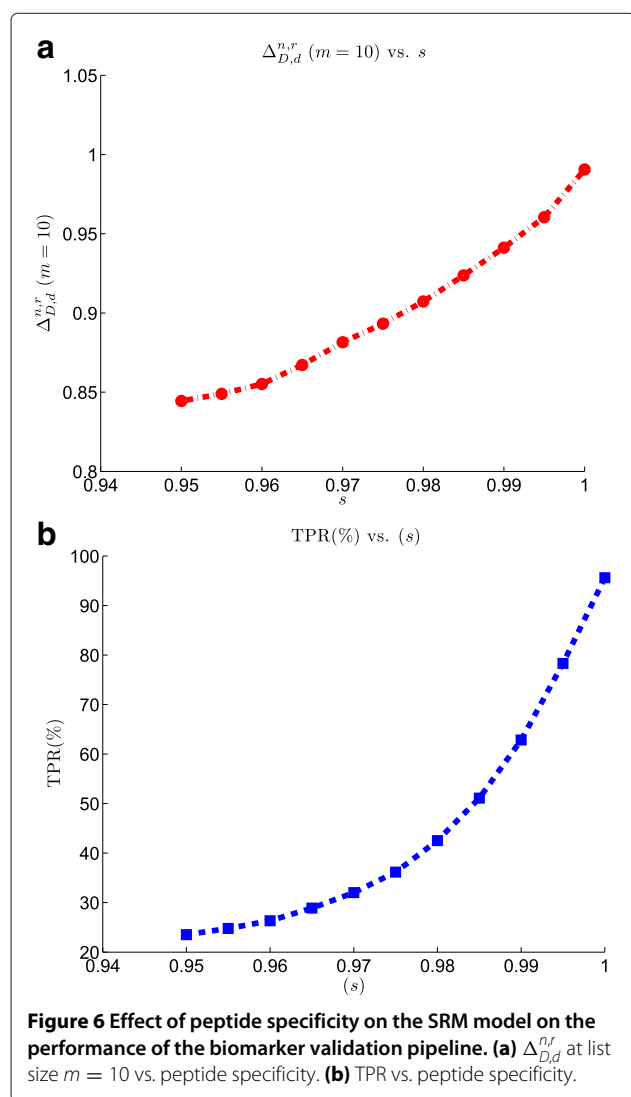 a
Δ^{n,r}_{D,d} (m = 10) vs. s
1.05
1
0.95
0.9
0.85
0.8
Δ^{n,r}_{D,d} (m = 10)
0.94 0.95 0.96 0.97 0.98 0.99 1
s
b
TPR(%) vs. (s)
100
90
80
70
60
50
40
30
20
TPR(%)
0.94 0.95 0.96 0.97 0.98 0.99 1
(s)
Figure 6 Effect of peptide specificity on the SRM model on the
performance of the biomarker validation pipeline. (a) Δ^{n,r}_{D,d} at list
size m = 10 vs. peptide specificity. (b) TPR vs. peptide specificity.